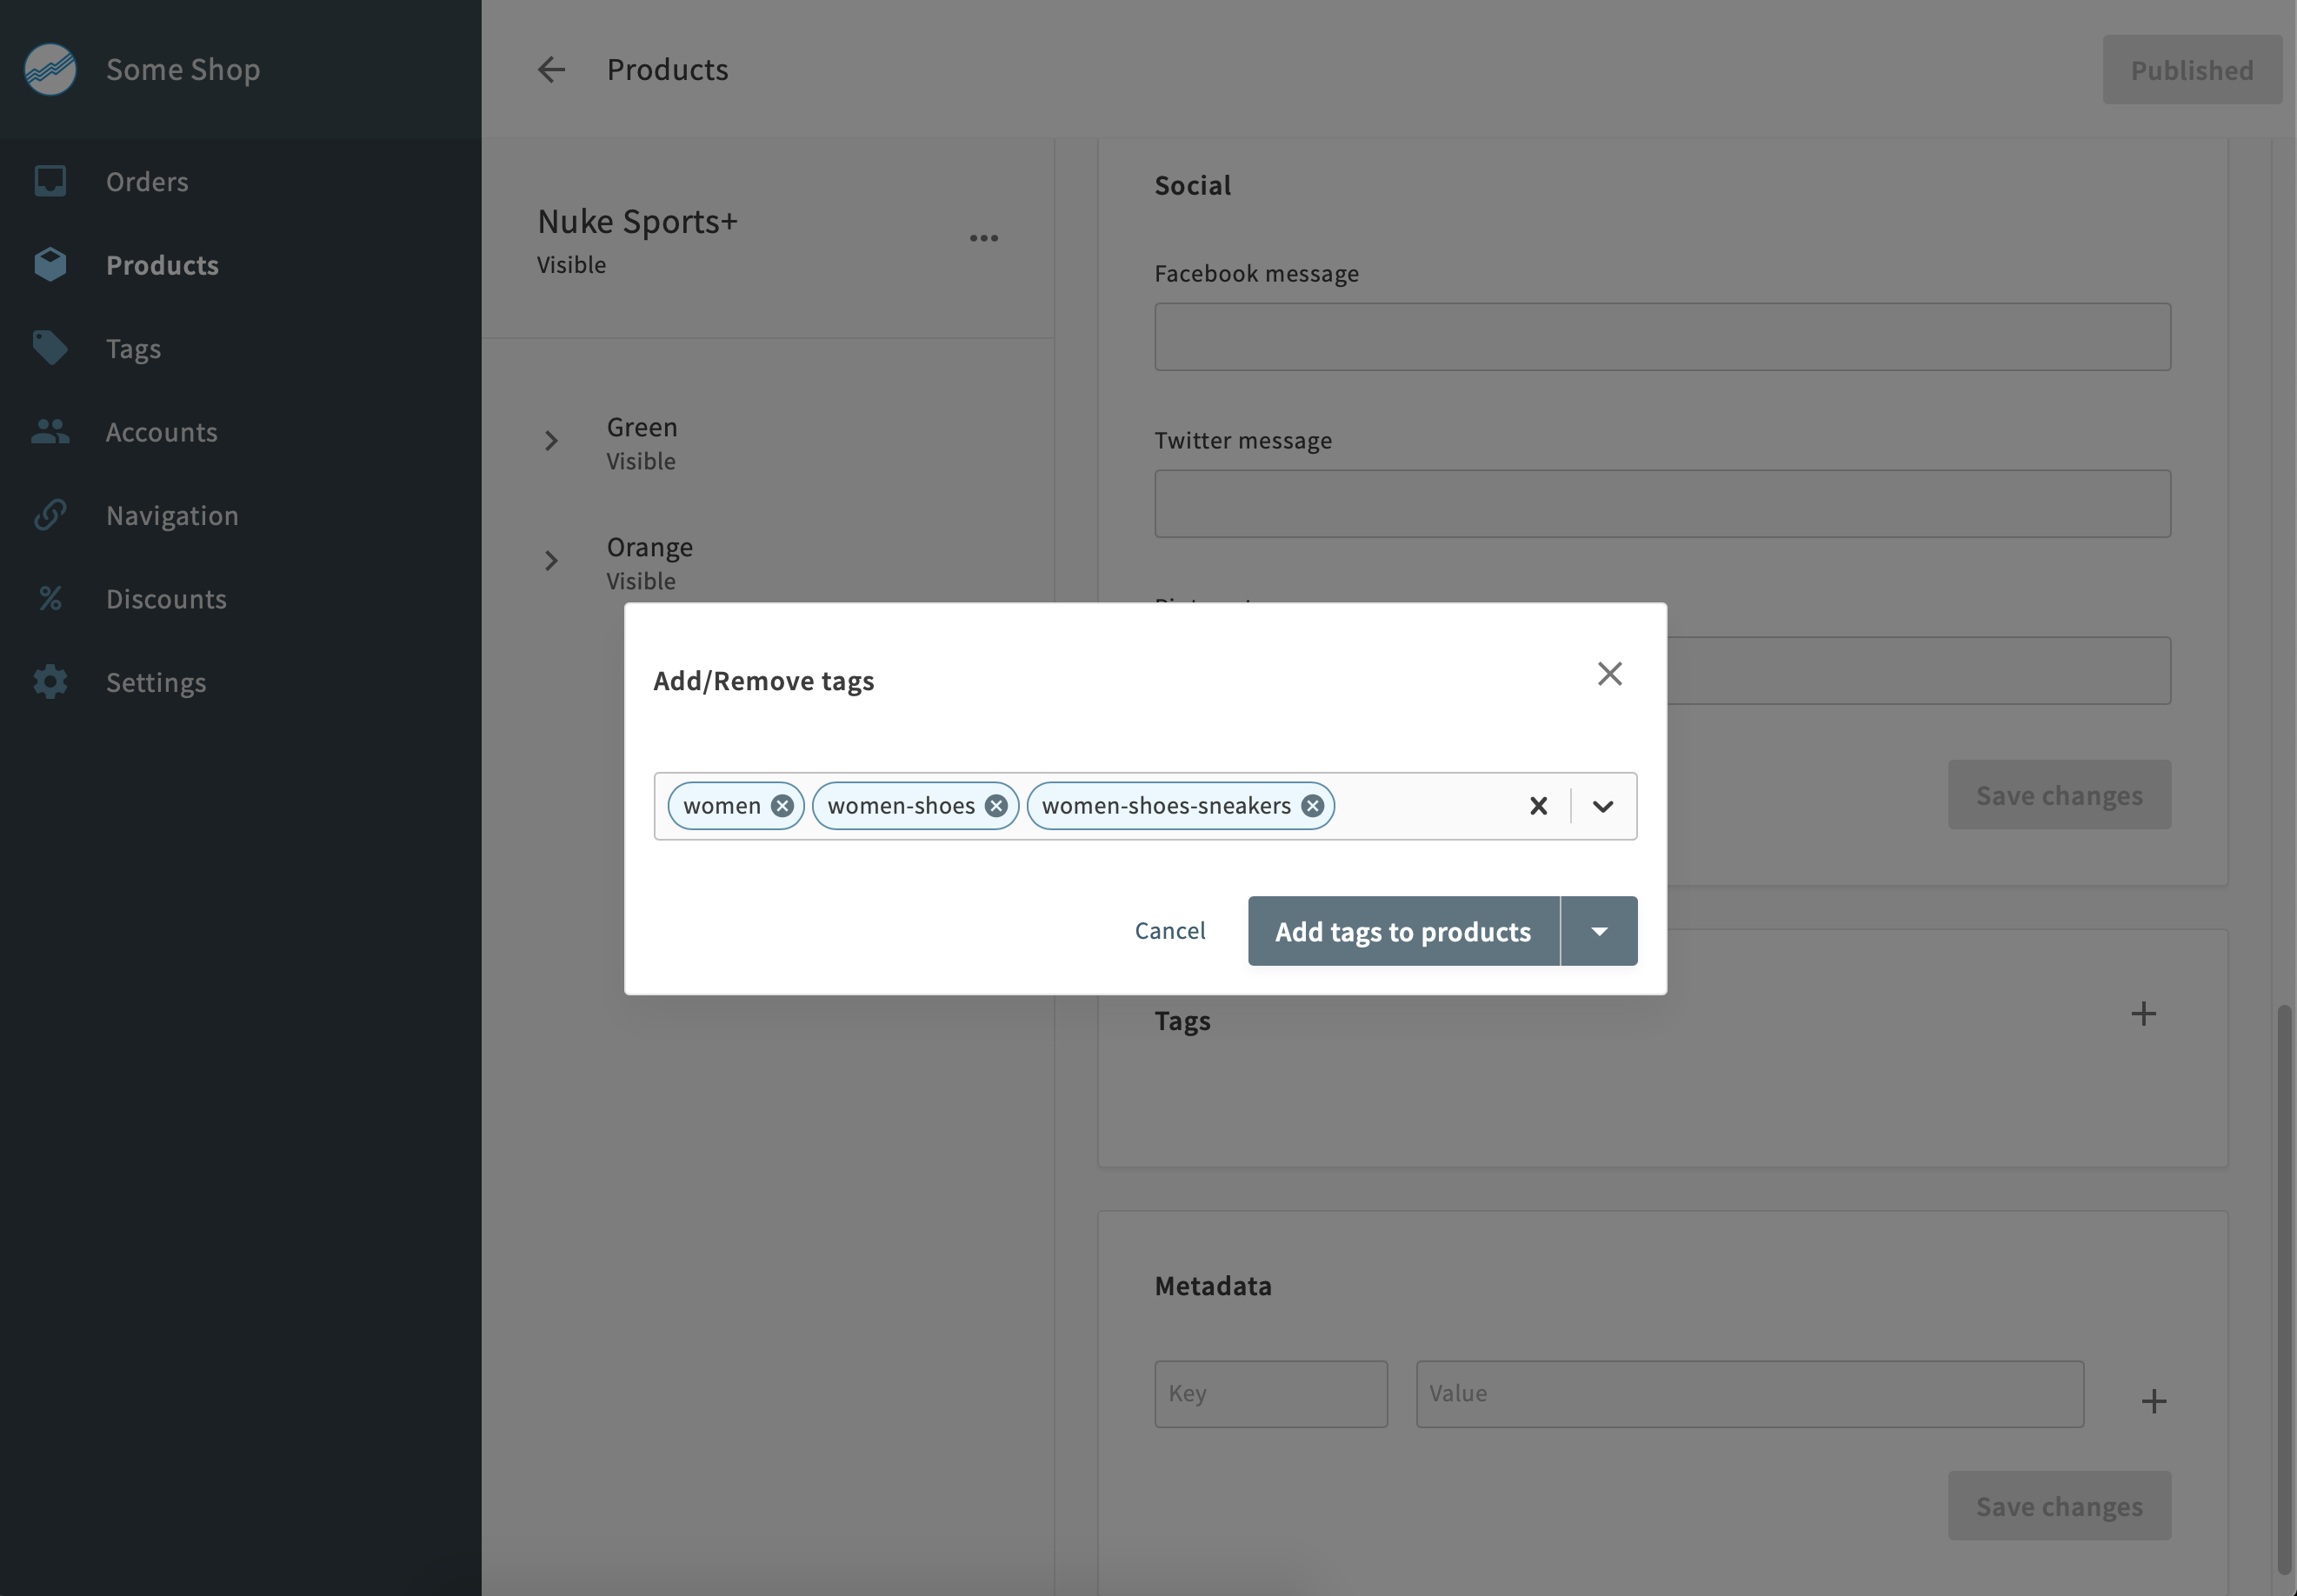 Some Shop
Products
Published
Orders
Products
Tags
Accounts
Navigation
Discounts
Settings
Nuke Sports+
Visible
Green
Visible
Orange
Visible
Social
Facebook message
Twitter message
Add/Remove tags
women women-shoes women-shoes-sneakers
Cancel Add tags to products
Save changes
Tags
Metadata
Key Value
Save changes